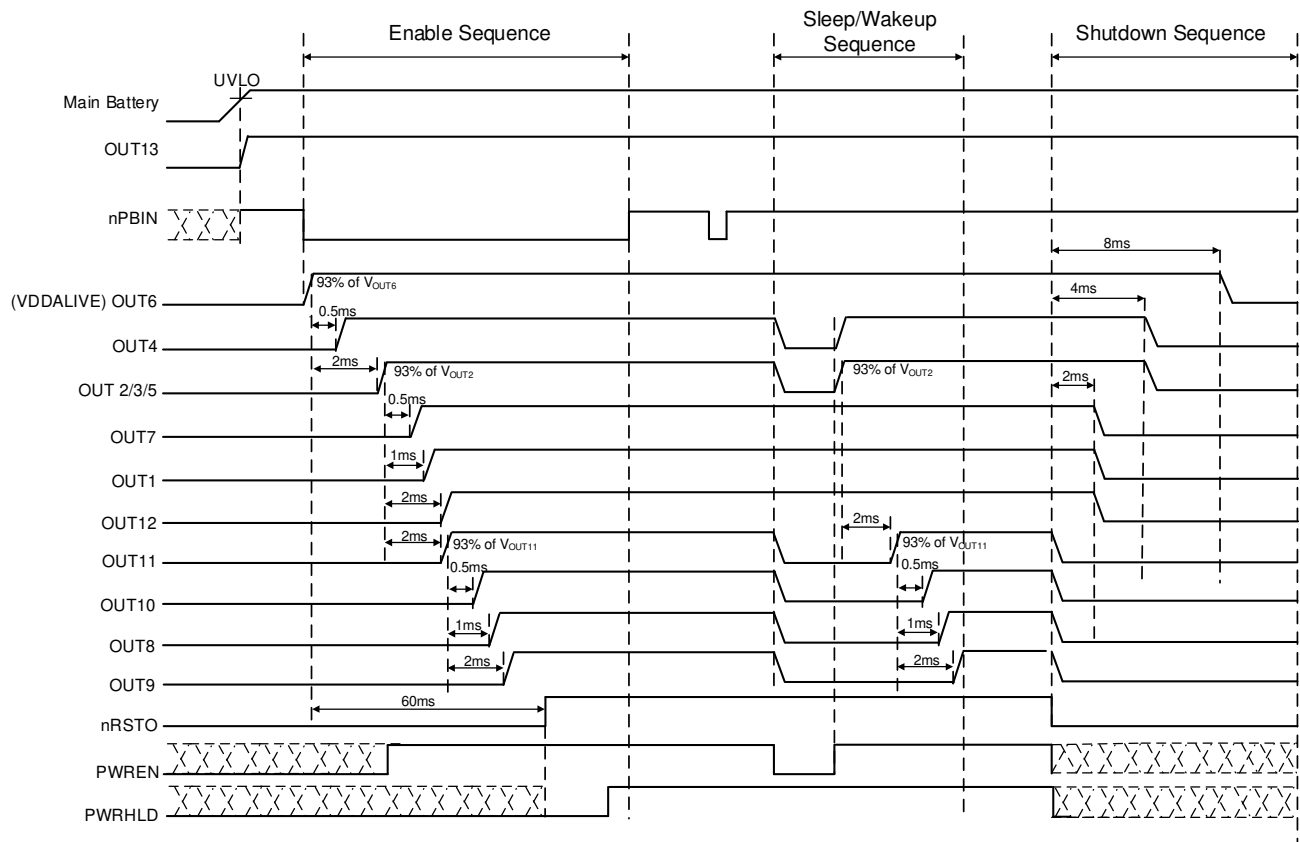 Enable Sequence
Sleep/Wakeup
Sequence
Shutdown Sequence
UVLO
Main Battery
OUT13
nPBIN
8ms
93% of VOUT6
(VDDALIVE) OUT6
4ms
0.5ms
OUT4
2ms
93% of VOUT2
93% of VOUT2
OUT 2/3/5
2ms
0.5ms
OUT7
1ms
OUT1
2ms
OUT12
2ms
2ms
93% of VOUT11
93% of VOUT11
OUT11
0.5ms
0.5ms
OUT10
1ms
1ms
OUT8
2ms
2ms
OUT9
60ms
nRSTO
PWREN
PWRHLD